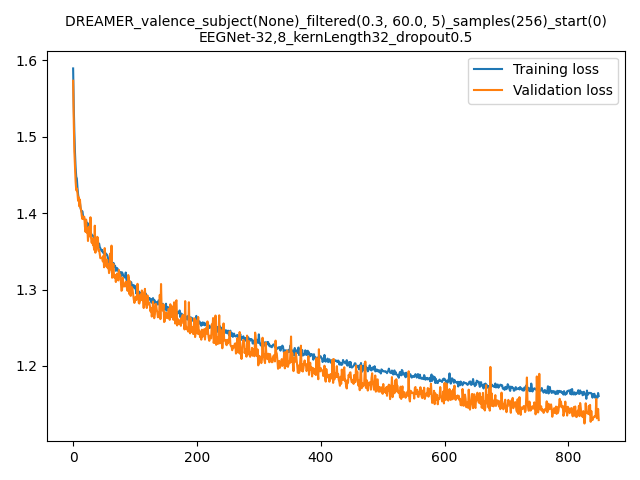 DREAMER_valence_subject(None)_filtered(0.3, 60.0, 5)_samples(256)_start(0)
EEGNet-32,8_kernLength32_dropout0.5
Training loss
Validation loss
1.6
1.5
1.4
1.3
1.2
0
200
400
600
800